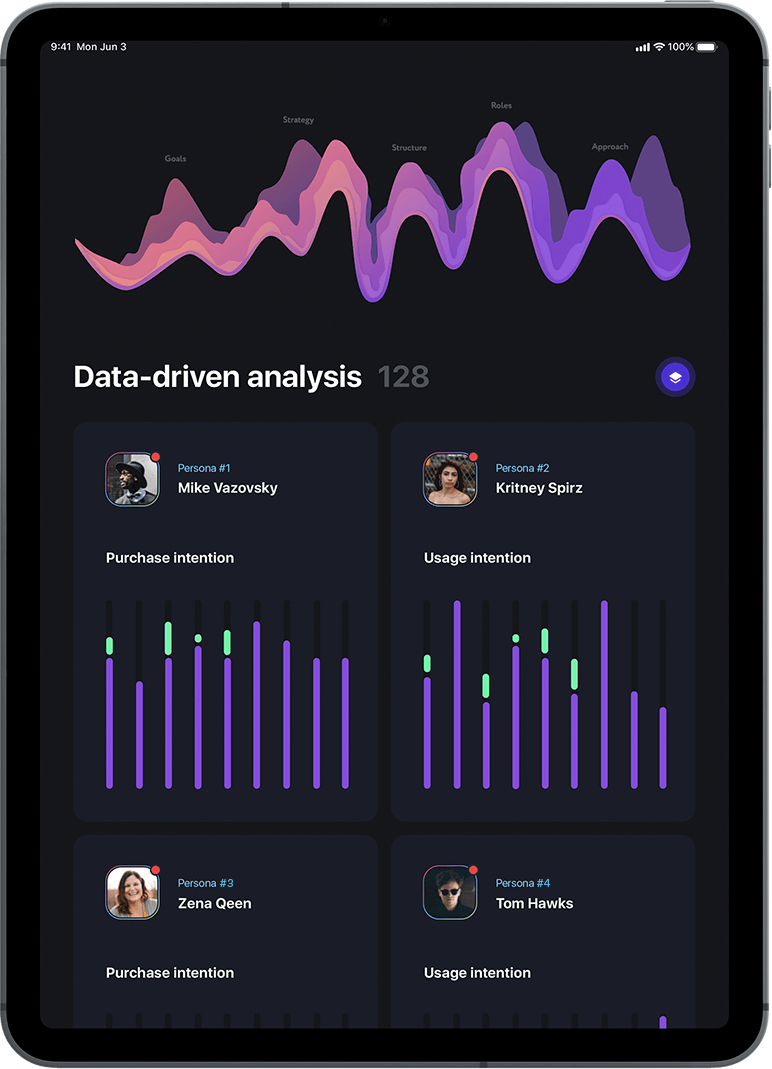 9:41 Mon Jun 3
100%
Roles
Strategy
Structure
Approach
Goals
Data-driven analysis 128
Persona #1
Mike Vazovsky
Purchase intention
Persona #2
Kritney Spirz
Usage intention
Persona #3
Zena Qeen
Purchase intention
Persona #4
Tom Hawks
Usage intention